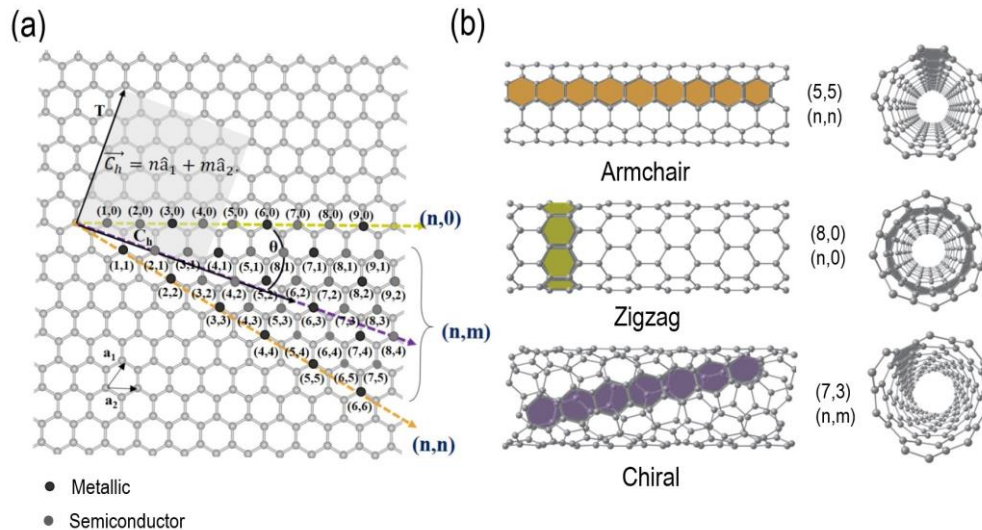 (a)
T
C_h = nâ₁ + mâ₂.
(1,0) (2,0) (3,0) (4,0) (5,0) (6,0) (7,0) (8,0) (9,0)
(n,0)
C_h
θ
(1,1) (2,1) (3,1) (4,1) (5,1) (8,1) (7,1) (8,1) (9,1)
(2,2) (3,2) (4,2) (5,2) (6,2) (7,2) (8,2) (9,2)
(n,m)
(3,3) (4,3) (5,3) (6,3) (7,3) (8,3)
(4,4) (5,4) (6,4) (7,4) (8,4)
a₁
(5,5) (6,5) (7,5)
a₂
(6,6)
(n,n)
Metallic
Semiconductor
(b)
(5,5)
(n,n)
Armchair
(8,0)
(n,0)
Zigzag
(7,3)
(n,m)
Chiral